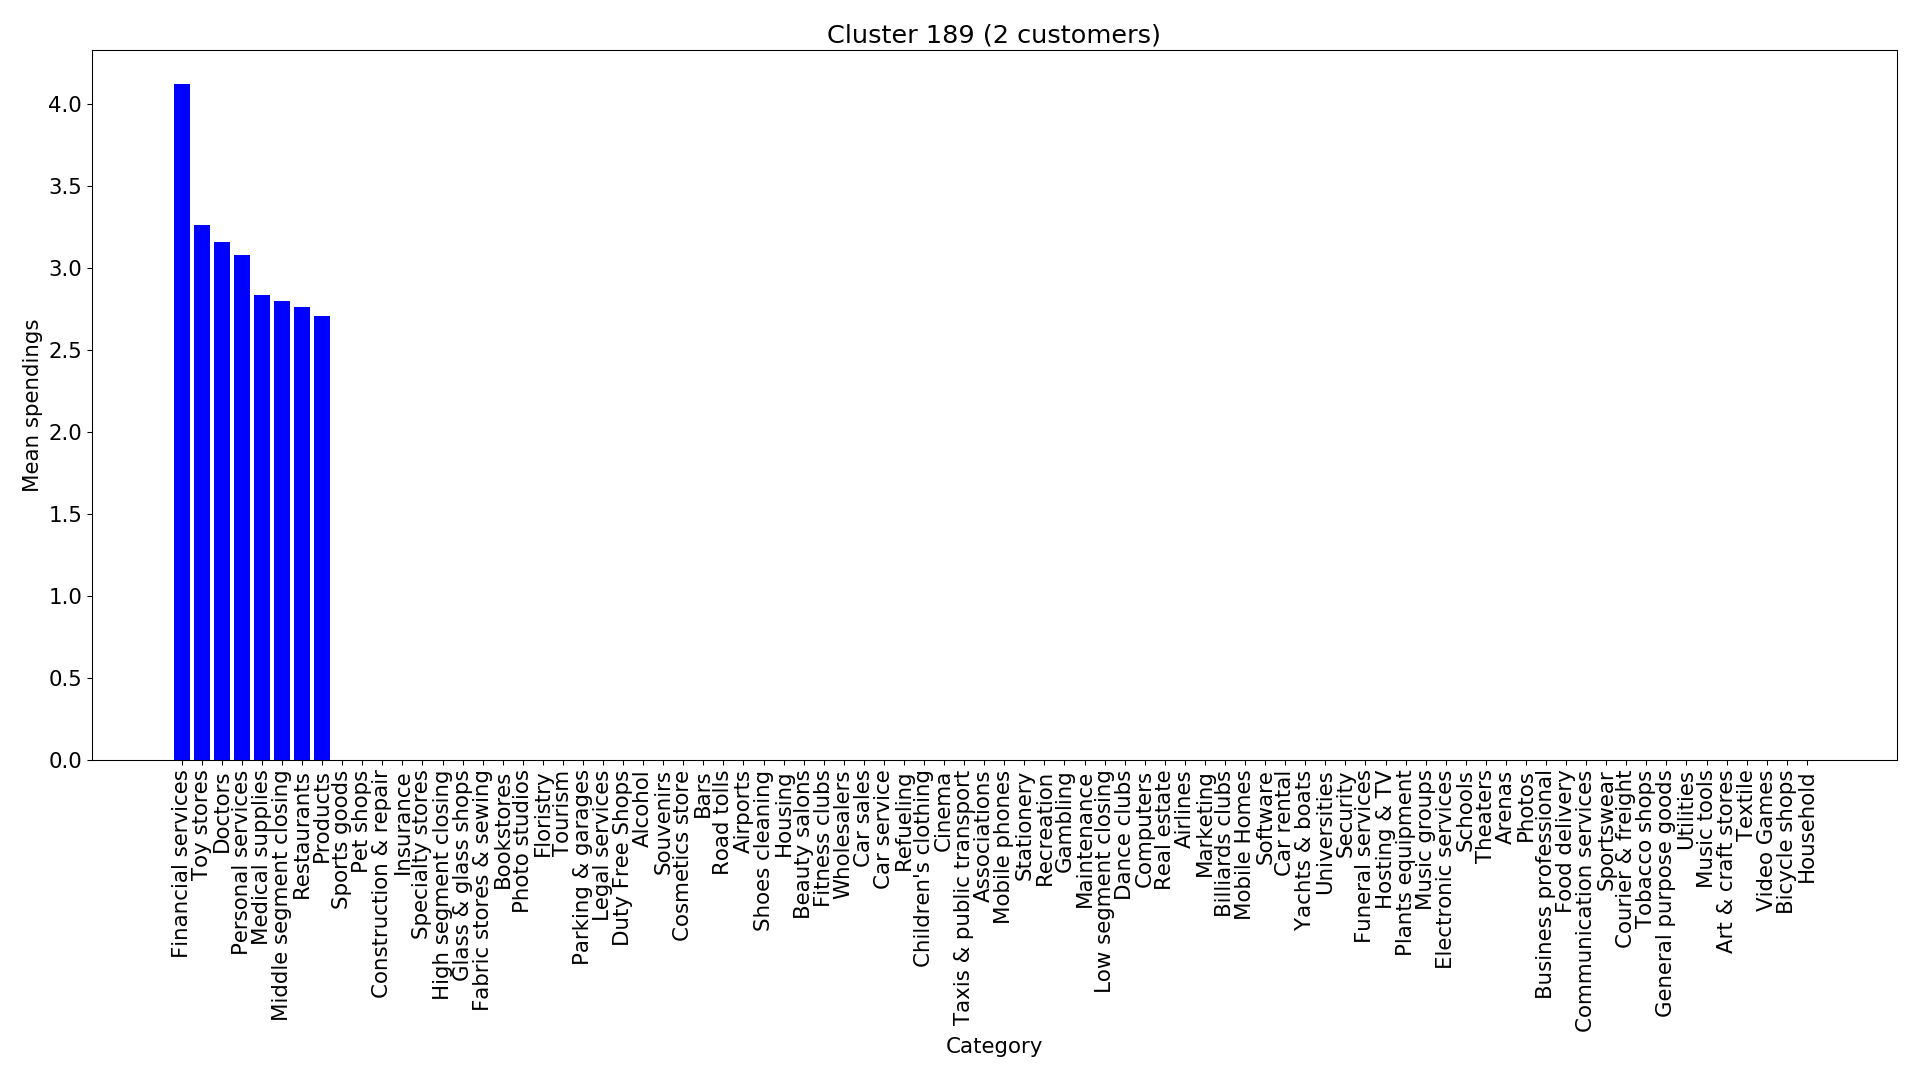 Cluster 189 (2 customers)
Mean spendings
4.0
3.5
3.0
2.5
2.0
1.5
1.0
0.5
0.0
Financial services
Toy stores
Doctors
Personal services
Medical supplies
Middle segment closing
Restaurants
Products
Sports goods
Pet shops
Construction & repair
Insurance
Specialty stores
High segment closing
Glass & glass shops
Fabric stores & sewing
Bookstores
Photo studios
Floristry
Tourism
Parking & garages
Legal services
Duty Free Shops
Alcohol
Souvenirs
Cosmetics store
Bars
Road tolls
Airports
Shoes cleaning
Housing
Beauty salons
Fitness clubs
Wholesalers
Car sales
Car service
Refueling
Children's clothing
Cinema
Taxis & public transport
Associations
Mobile phones
Stationery
Recreation
Gambling
Maintenance
Low segment closing
Dance clubs
Computers
Real estate
Airlines
Marketing
Billiards clubs
Mobile Homes
Software
Car rental
Yachts & boats
Universities
Security
Funeral services
Hosting & TV
Plants equipment
Music groups
Electronic services
Schools
Theaters
Arenas
Photos
Business professional
Food delivery
Communication services
Sportswear
Courier & freight
Tobacco shops
General purpose goods
Utilities
Music tools
Art & craft stores
Textile
Video Games
Bicycle shops
Household
Category